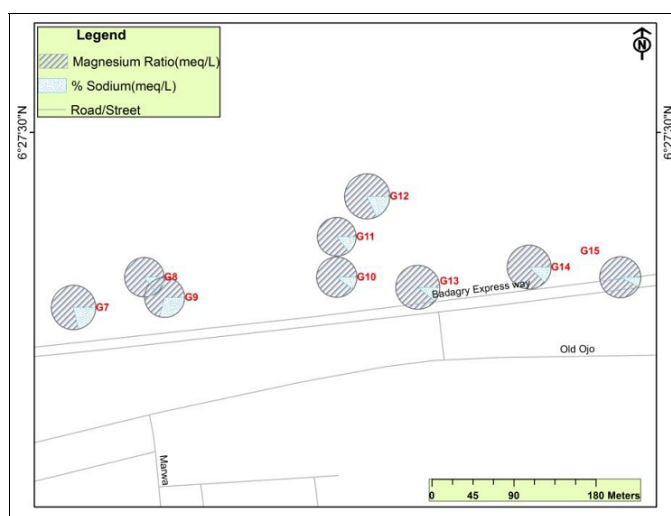 Legend
Magnesium Ratio(meq/L)
% Sodium(meq/L)
Road/Street
N
6°27'30"N
6°27'30"N
G12
G11
G15
G8
G10
G14
G9
G13
G7
Badagry Express way
Old Ojo
Marwa
0 45 90 180 Meters